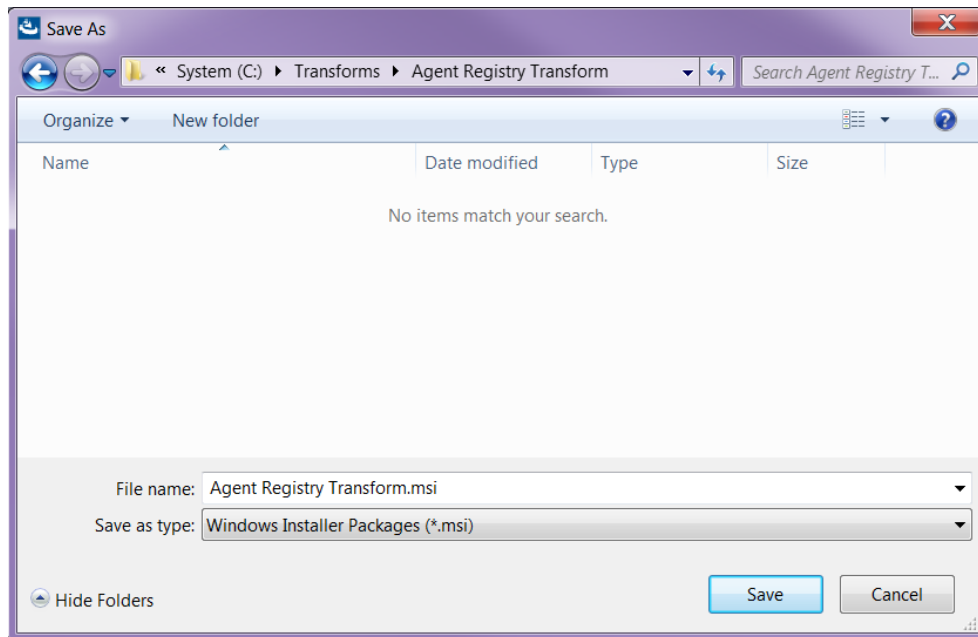 Save As
« System (C:) Transforms Agent Registry Transform Search Agent Registry T...
Organize New folder
Name Date modified Type Size
No items match your search.
File name: Agent Registry Transform.msi
Save as type: Windows Installer Packages (*.msi)
Hide Folders Save Cancel